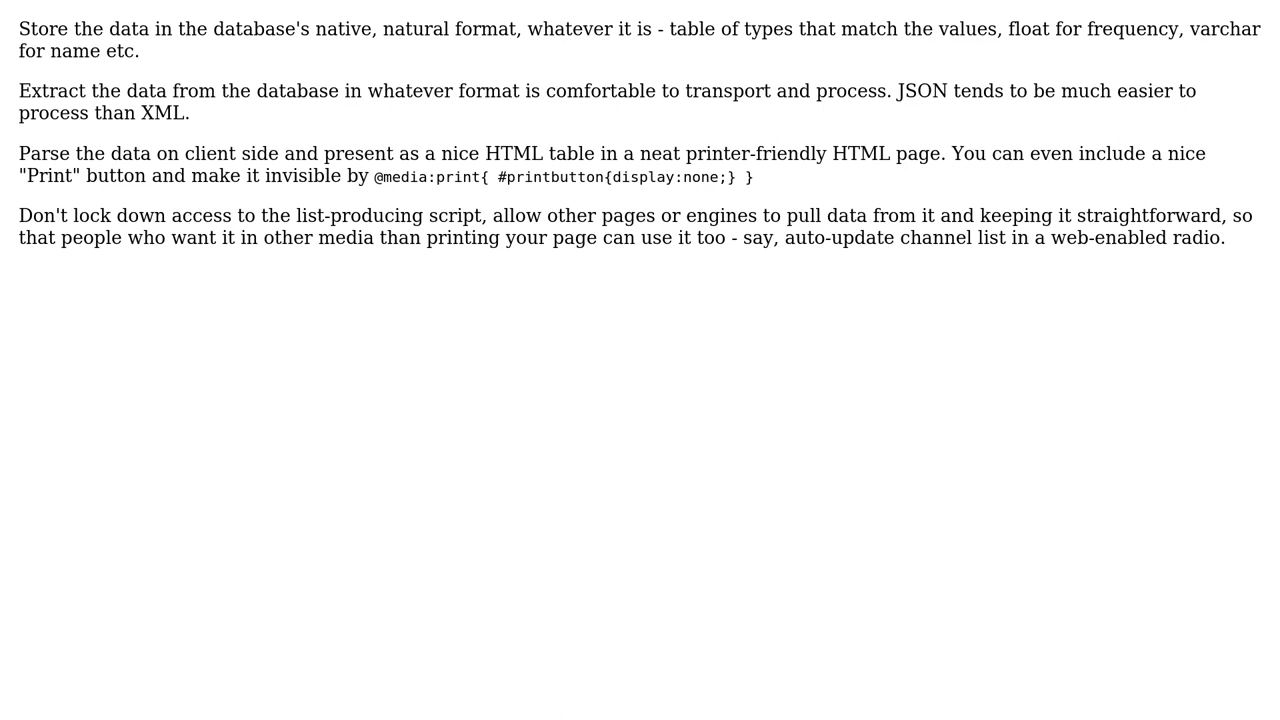 Store the data in the database's native, natural format, whatever it is - table of types that match the values, float for frequency, varchar
for name etc.
Extract the data from the database in whatever format is comfortable to transport and process. JSON tends to be much easier to
process than XML.
Parse the data on client side and present as a nice HTML table in a neat printer-friendly HTML page. You can even include a nice
"Print" button and make it invisible by @media:print{ #printbutton{display:none;} }
Don't lock down access to the list-producing script, allow other pages or engines to pull data from it and keeping it straightforward, so
that people who want it in other media than printing your page can use it too - say, auto-update channel list in a web-enabled radio.